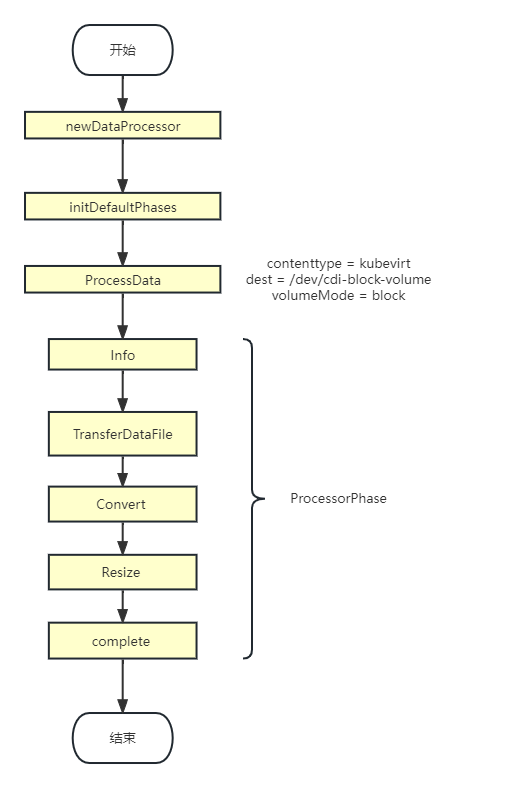 开始
newDataProcessor
initDefaultPhases
ProcessData
contenttype = kubevirt
dest = /dev/cdi-block-volume
volumeMode = block
Info
TransferDataFile
Convert
ProcessorPhase
Resize
complete
结束